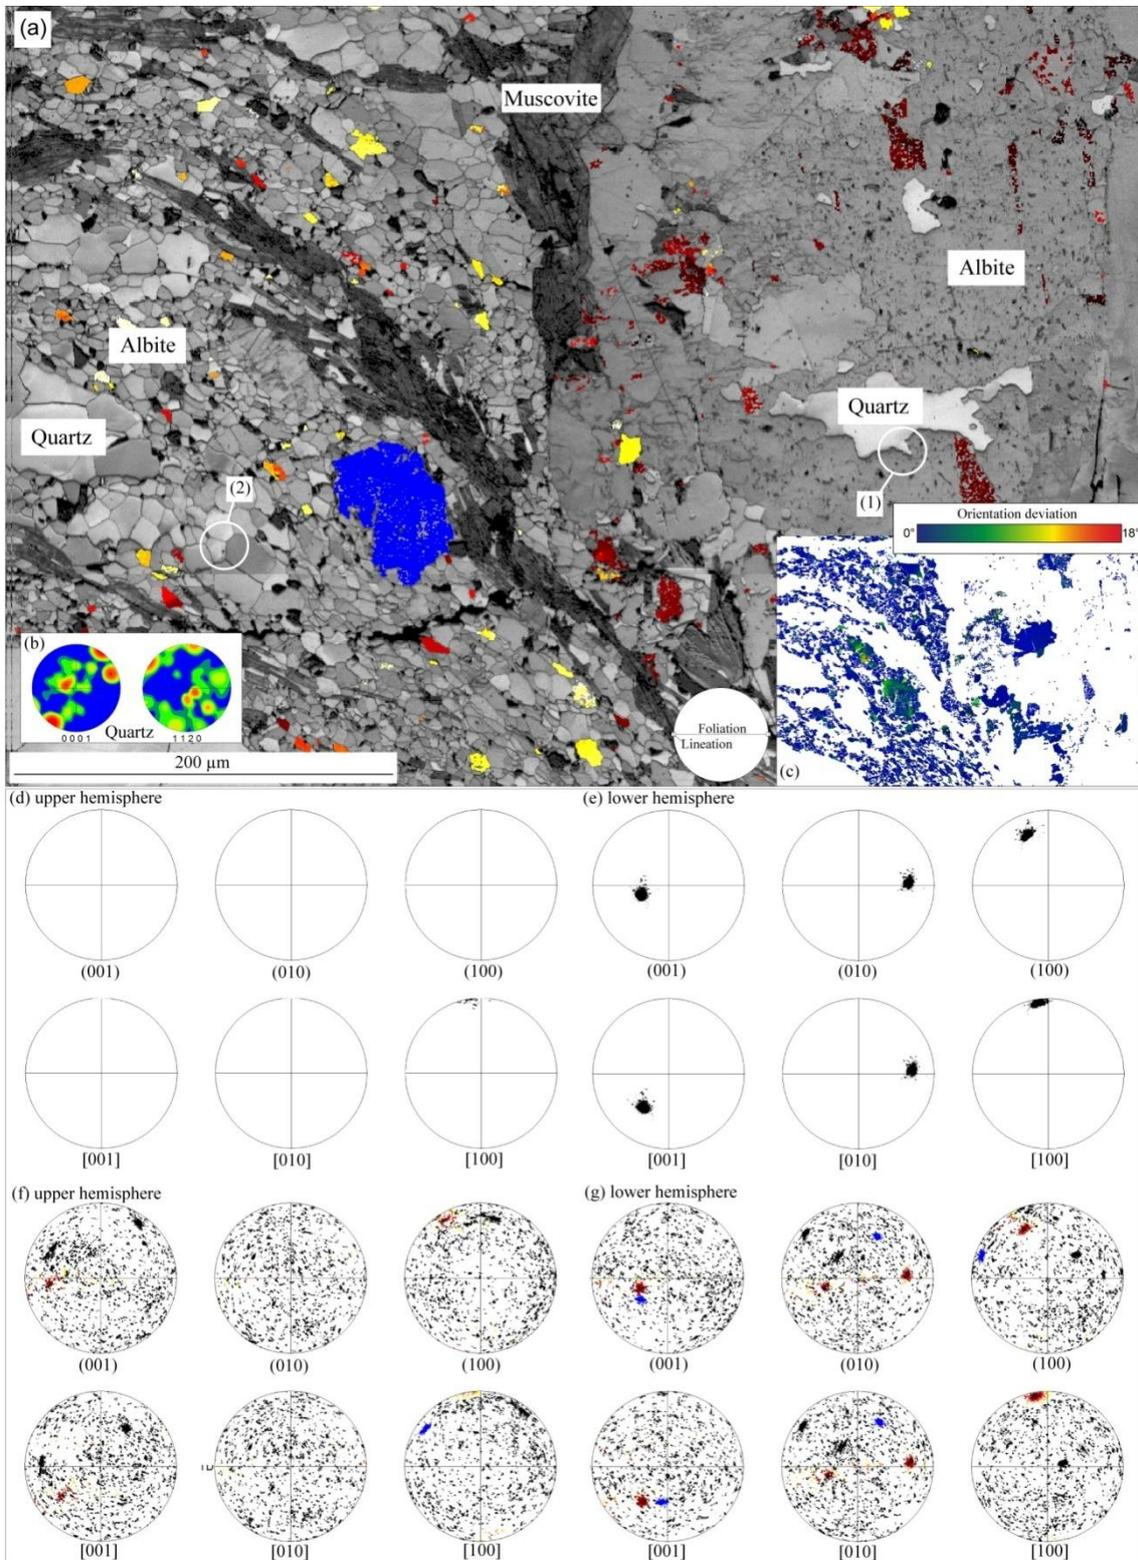 (a)
Muscovite
Albite
Albite
Quartz
Quartz
(2)
(1)
Orientation deviation
0°
18°
(b)
0001
1120
Quartz
200 µm
Foliation
Lineation
(c)
(d) upper hemisphere
(e) lower hemisphere
(001)
(010)
(100)
(001)
(010)
(100)
[001]
[010]
[100]
[001]
[010]
[100]
(f) upper hemisphere
(g) lower hemisphere
(001)
(010)
(100)
(001)
(010)
(100)
[001]
[010]
[100]
[001]
[010]
[100]